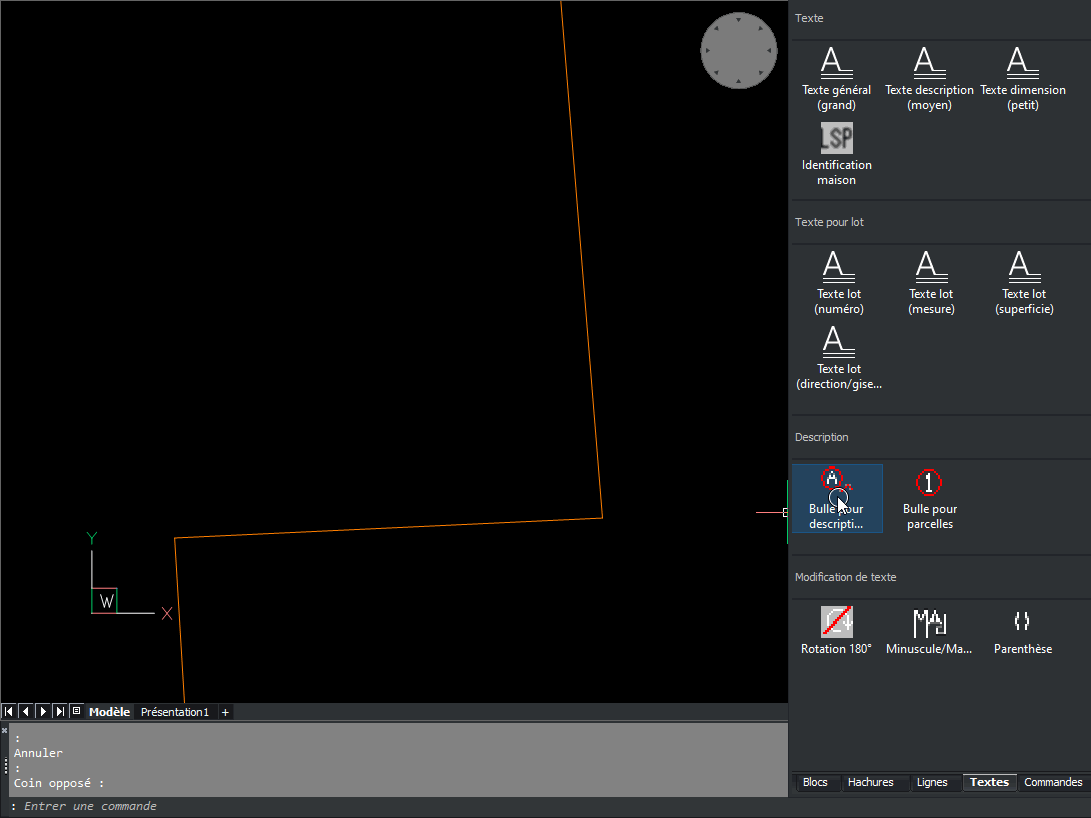 Texte
Texte général
(grand)
Texte description
(moyen)
Texte dimension
(petit)
LSP
Identification
maison
Texte pour lot
Texte lot
(numéro)
Texte lot
(mesure)
Texte lot
(superficie)
Texte lot
(direction/gise...
Description
A
Bulle pour
descripti...
1
Bulle pour
parcelles
Modification de texte
Rotation 180°
Minuscule/Ma...
Parenthèse
Y
W
X
Modèle
Présentation1
+
:
Annuler
:
Coin opposé :
: Entrer une commande
Blocs
Hachures
Lignes
Textes
Commandes